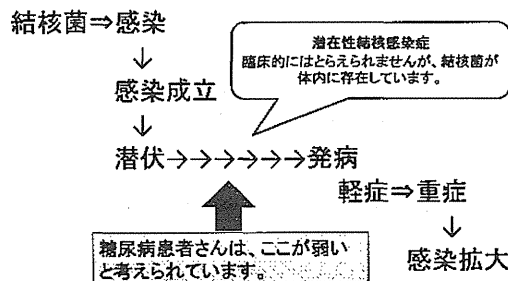 結核菌⇒感染
↓
感染成立
↓
潜伏→→→→→→発病
潜在性結核感染症
臨床的にはとらえられませんが、結核菌が
体内に存在しています。
軽症⇒重症
↓
感染拡大
糖尿病患者さんは、ここが弱い
と考えられています。